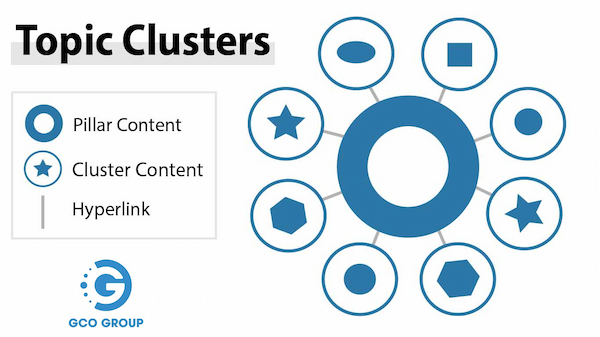 Topic Clusters
Pillar Content
Cluster Content
Hyperlink
GCO GROUP